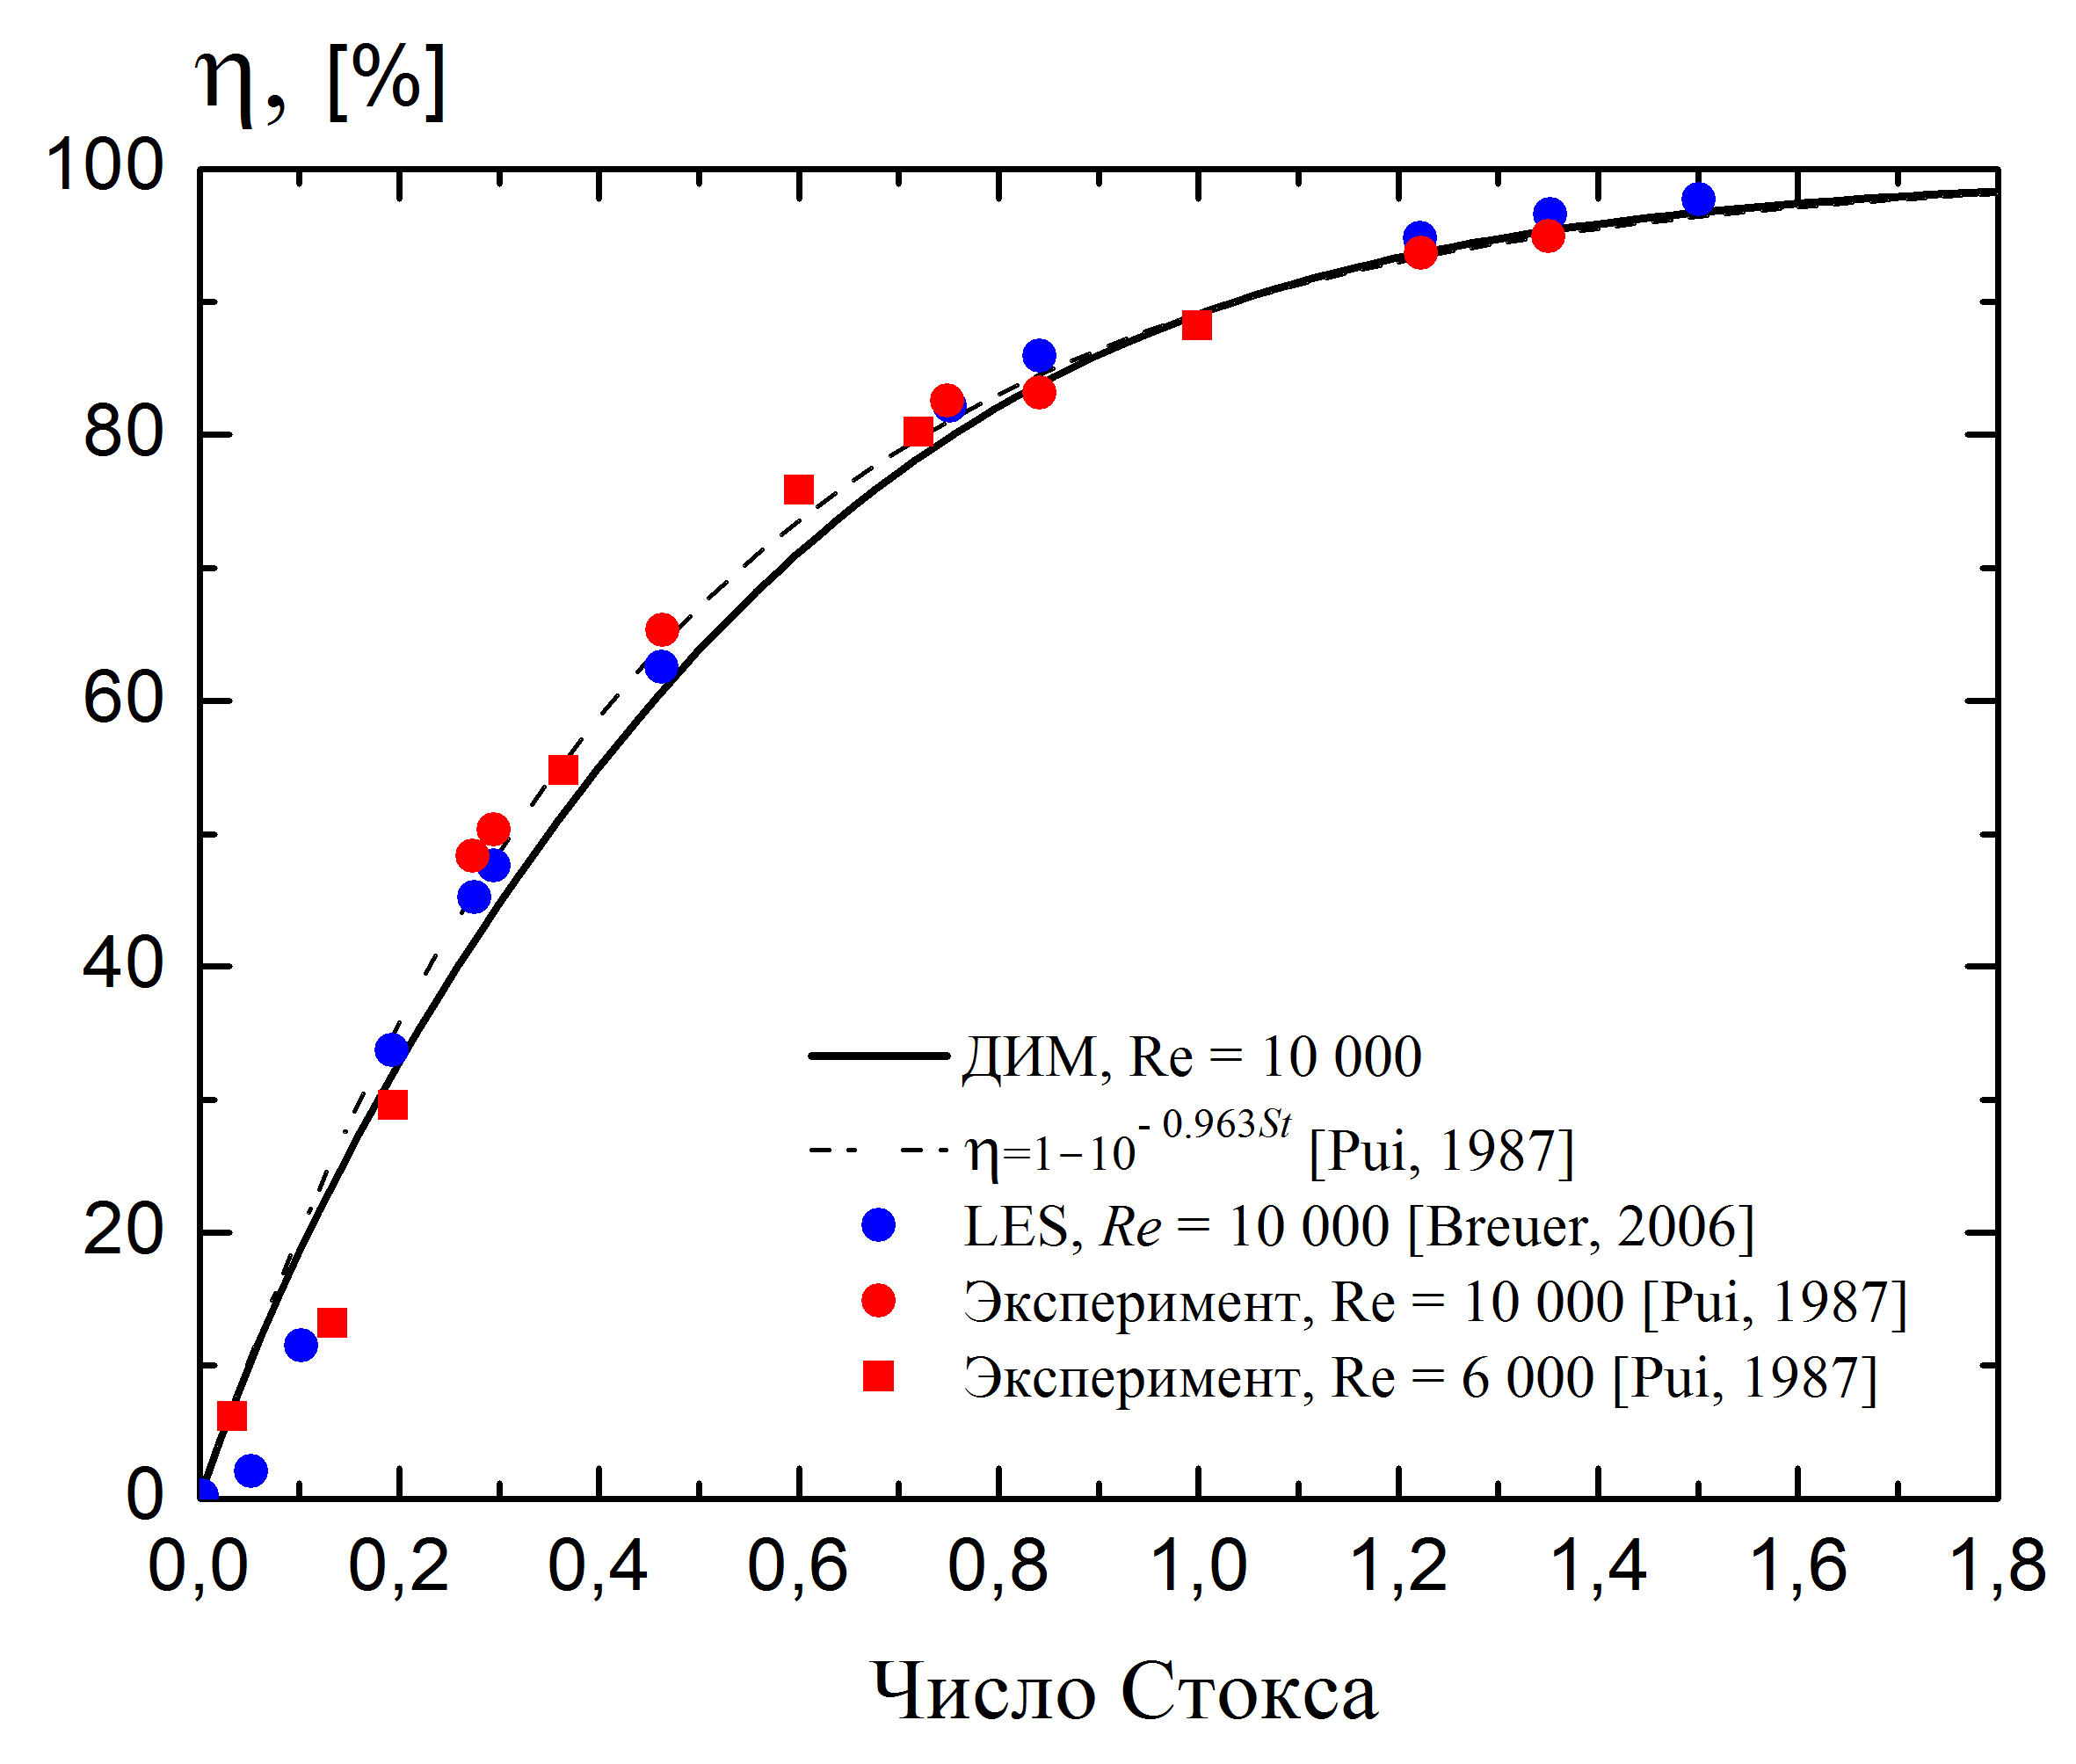 η, [%]
100
80
60
40
20
0
ДИМ, Re = 10 000
η=1−10^- 0.963St [Pui, 1987]
LES, Re = 10 000 [Breuer, 2006]
Эксперимент, Re = 10 000 [Pui, 1987]
Эксперимент, Re = 6 000 [Pui, 1987]
0,0 0,2 0,4 0,6 0,8 1,0 1,2 1,4 1,6 1,8
Число Стокса